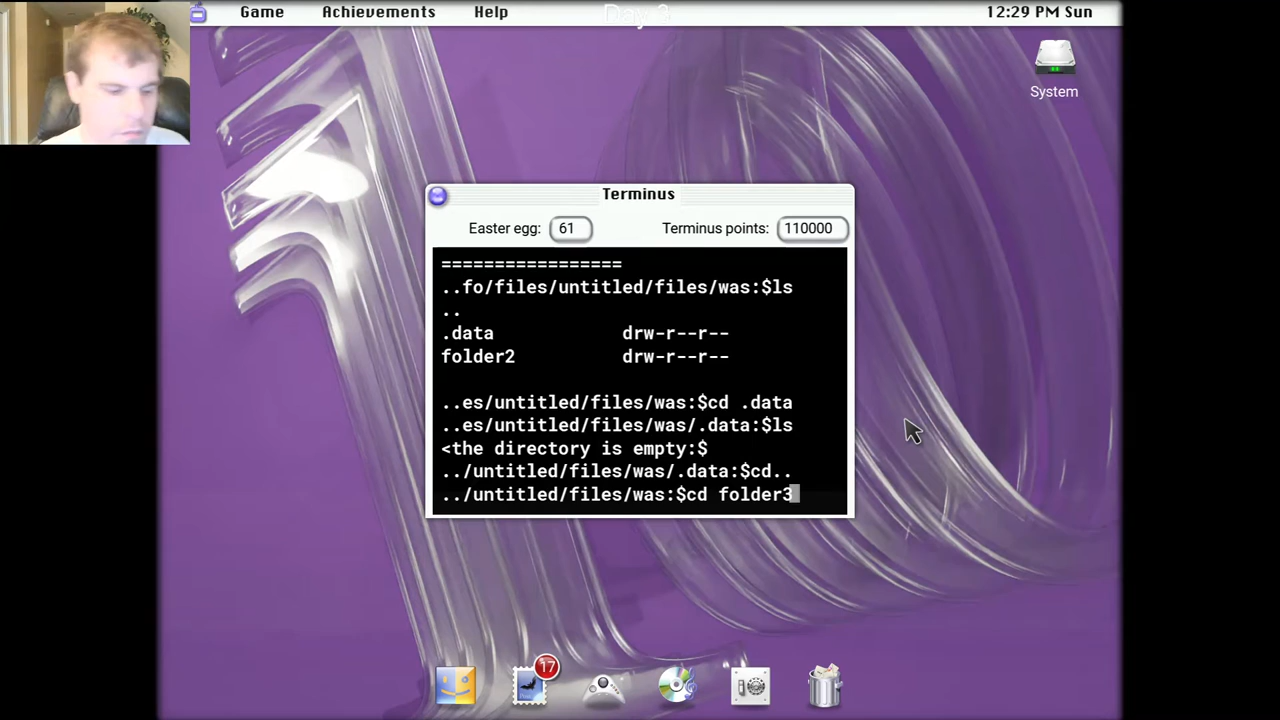 Game Achievements Help Day 3 12:29 PM Sun
System
Terminus
Easter egg: 61 Terminus points: 110000
=================
..fo/files/untitled/files/was:$ls
..
.data drw-r--r--
folder2 drw-r--r--
..es/untitled/files/was:$cd .data
..es/untitled/files/was/.data:$ls
<the directory is empty:$
../untitled/files/was/.data:$cd..
../untitled/files/was:$cd folder3
17